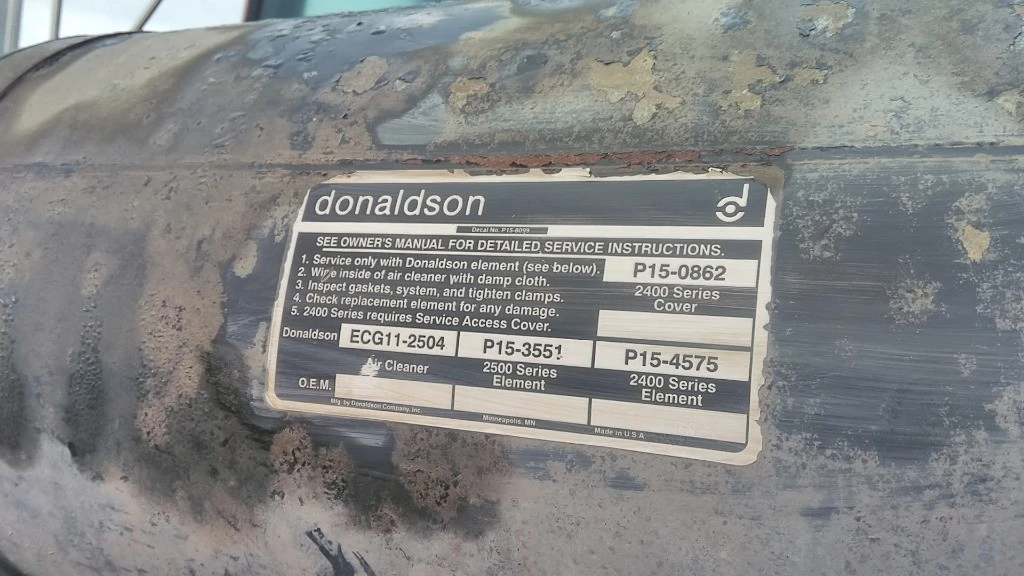 donaldson
Decal No. P15-8099
SEE OWNER'S MANUAL FOR DETAILED SERVICE INSTRUCTIONS.
1. Service only with Donaldson element (see below).
2. Wipe inside of air cleaner with damp cloth.
3. Inspect gaskets, system, and tighten clamps.
4. Check replacement element for any damage.
5. 2400 Series requires Service Access Cover.
P15-0862
2400 Series
Cover
Donaldson ECG11-2504 P15-3551 P15-4575
Air Cleaner 2500 Series 2400 Series
Element Element
O.E.M.
Mfg. by Donaldson Company, Inc. Minneapolis, MN Made in U.S.A